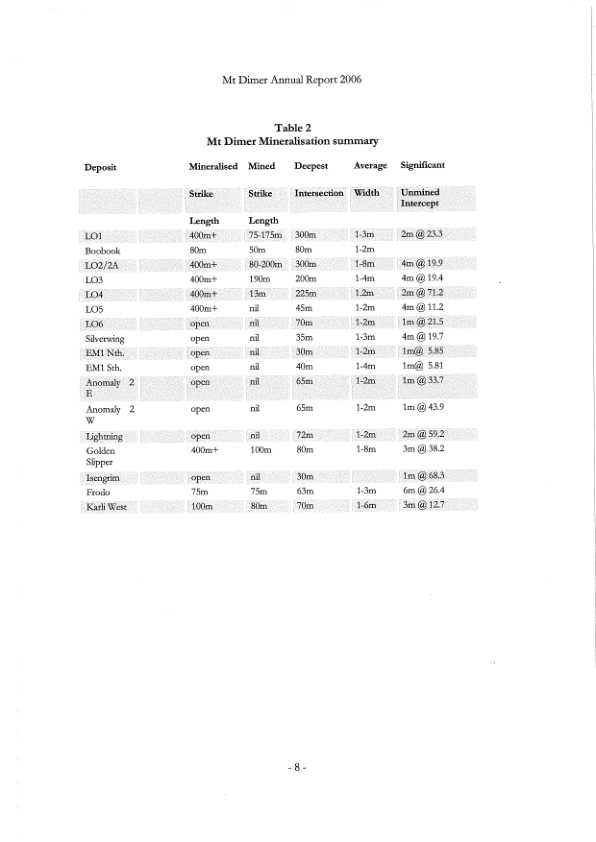 Mt Dimer Annual Report 2006
Table 2
Mt Dimer Mineralisation summary
Deposit Mineralised Mined Deepest Average Significant
Strike Strike Intersection Width Unmined
Intercept
Length Length
LO1 400m+ 75-175m 300m 1-3m 2m @ 23.3
Boobook 80m 50m 80m 1-2m
LO2/2A 400m+ 80-200m 300m 1-8m 4m @ 19.9
LO3 400m+ 190m 200m 1-4m 4m @ 19.4
LO4 400m+ 13m 225m 1.2m 2m @ 71.2
LO5 400m+ nil 45m 1-2m 4m @ 11.2
LO6 open nil 70m 1-2m 1m @ 21.5
Silverwing open nil 35m 1-3m 4m @ 19.7
EM1 Nth. open nil 30m 1-2m 1m@ 5.85
EM1 Sth. open nil 40m 1-4m 1m@ 5.81
Anomaly 2 open nil 65m 1-2m 1m @ 33.7
E
Anomaly 2 open nil 65m 1-2m 1m @ 43.9
W
Lightning open nil 72m 1-2m 2m @ 59.2
Golden 400m+ 100m 80m 1-8m 3m @ 38.2
Slipper
Isengrim open nil 30m 1m @ 68.3
Frodo 75m 75m 63m 1-3m 6m @ 26.4
Karli West 100m 80m 70m 1-6m 3m @ 12.7
- 8 -